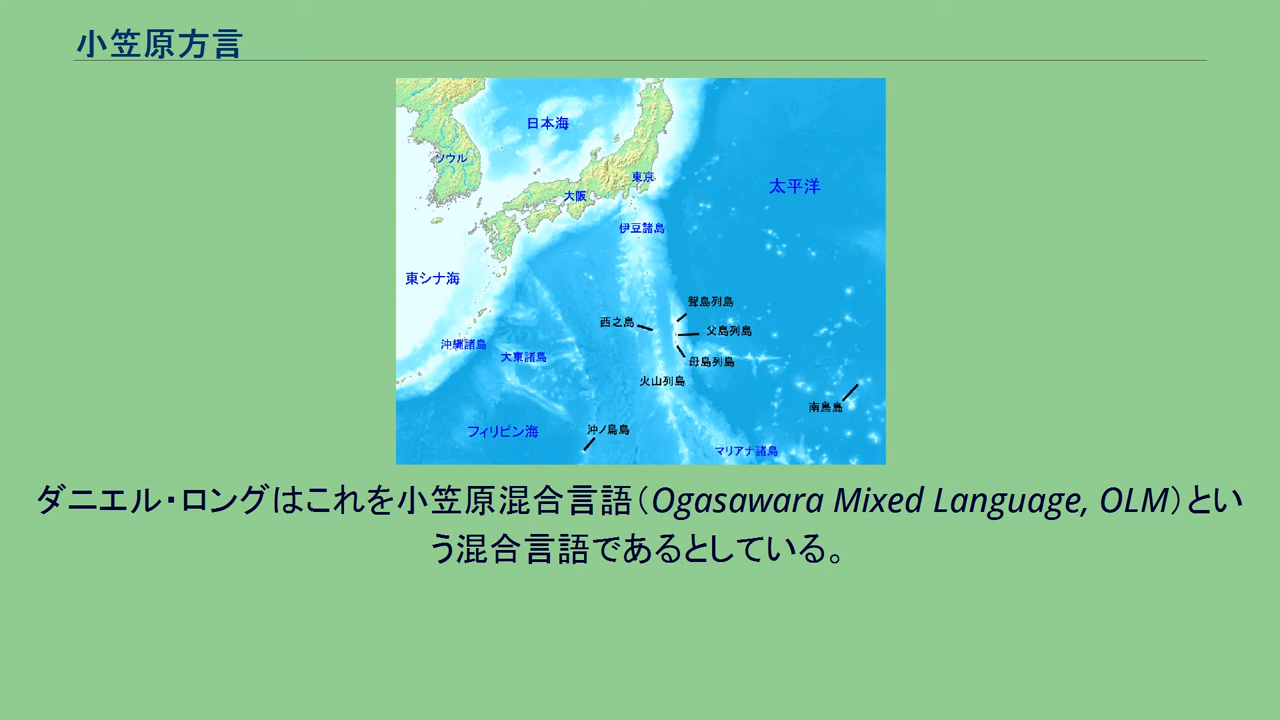 小笠原方言
日本海
ソウル
東京
大阪
太平洋
伊豆諸島
東シナ海
聟島列島
西之島
父島列島
沖縄諸島
大東諸島
母島列島
火山列島
南鳥島
沖ノ鳥島
フィリピン海
マリアナ諸島
ダニエル・ロングはこれを小笠原混合言語(Ogasawara Mixed Language, OLM)とい
う混合言語であるとしている。